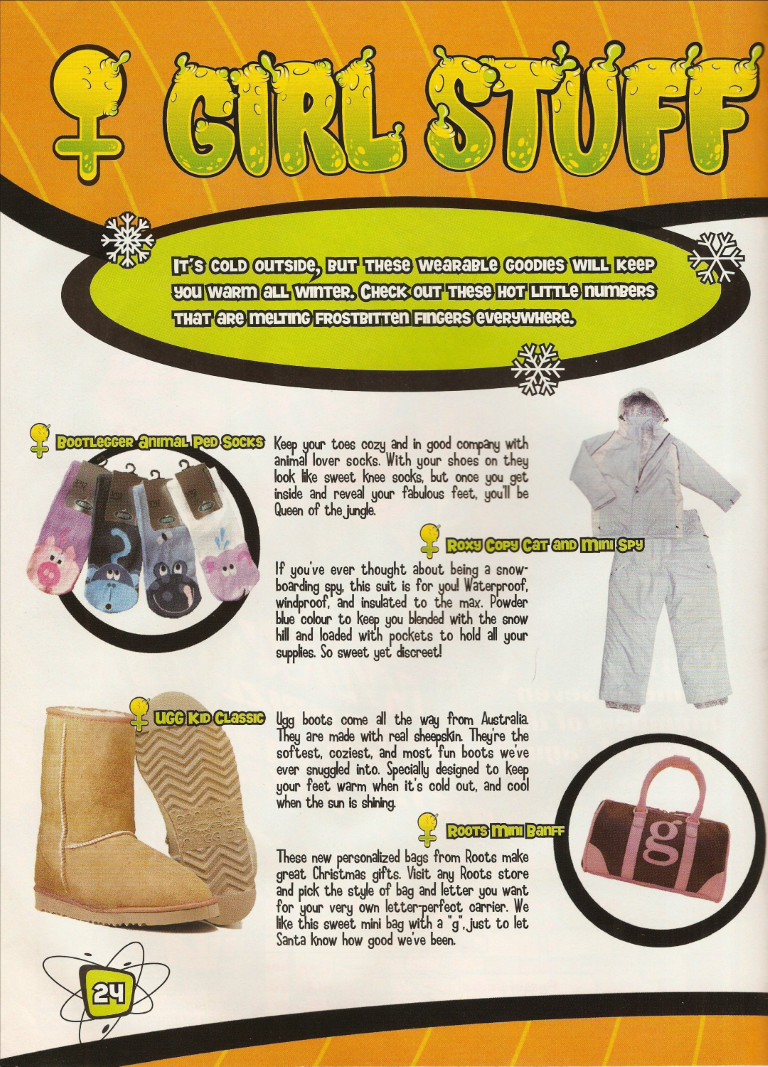 GIRL STUFF
It's cold outside, but these wearable goodies will keep
you warm all winter. Check out these hot little numbers
that are melting frostbitten fingers everywhere.
Bootlegger Animal Ped Socks
Keep your toes cozy and in good company with
animal lover socks. With your shoes on they
look like sweet knee socks, but once you get
inside and reveal your fabulous feet, you'll be
Queen of the jungle.
Roxy Copy Cat and Mini Spy
If you've ever thought about being a snow-
boarding spy, this suit is for you! Waterproof,
windproof, and insulated to the max. Powder
blue colour to keep you blended with the snow
hill and loaded with pockets to hold all your
supplies. So sweet yet discreet!
Ugg Kid Classic
Ugg boots come all the way from Australia.
They are made with real sheepskin. They're the
softest, coziest, and most fun boots we've
ever snuggled into. Specially designed to keep
your feet warm when it's cold out, and cool
when the sun is shining.
Roots Mini Banff
These new personalized bags from Roots make
great Christmas gifts. Visit any Roots store
and pick the style of bag and letter you want
for your very own letter-perfect carrier. We
like this sweet mini bag with a "g", just to let
Santa know how good we've been.
g
24